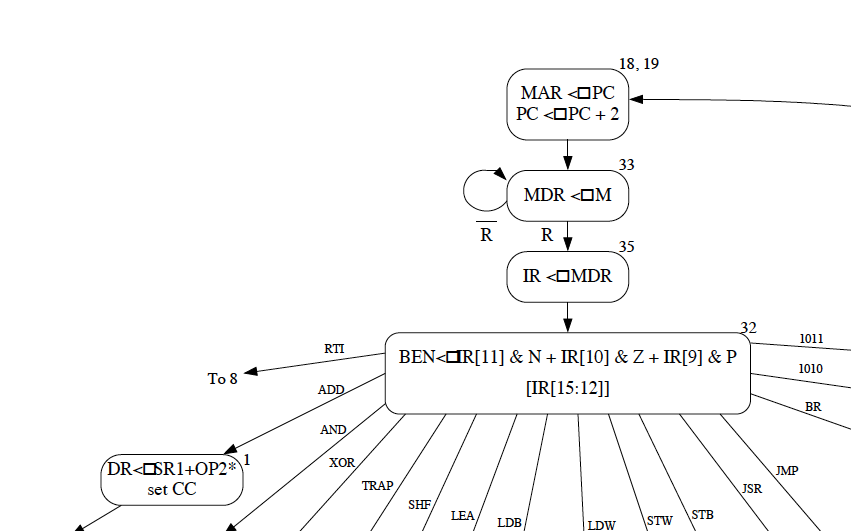 18, 19
MAR <□PC
PC <□PC + 2
33
MDR <□M
R
R
35
IR <□MDR
32
BEN<□IR[11] & N + IR[10] & Z + IR[9] & P
[IR[15:12]]
RTI
To 8
ADD
AND
XOR
TRAP
SHF
LEA
LDB
LDW
STW
STB
JSR
JMP
BR
1010
1011
1
DR<□SR1+OP2*
set CC